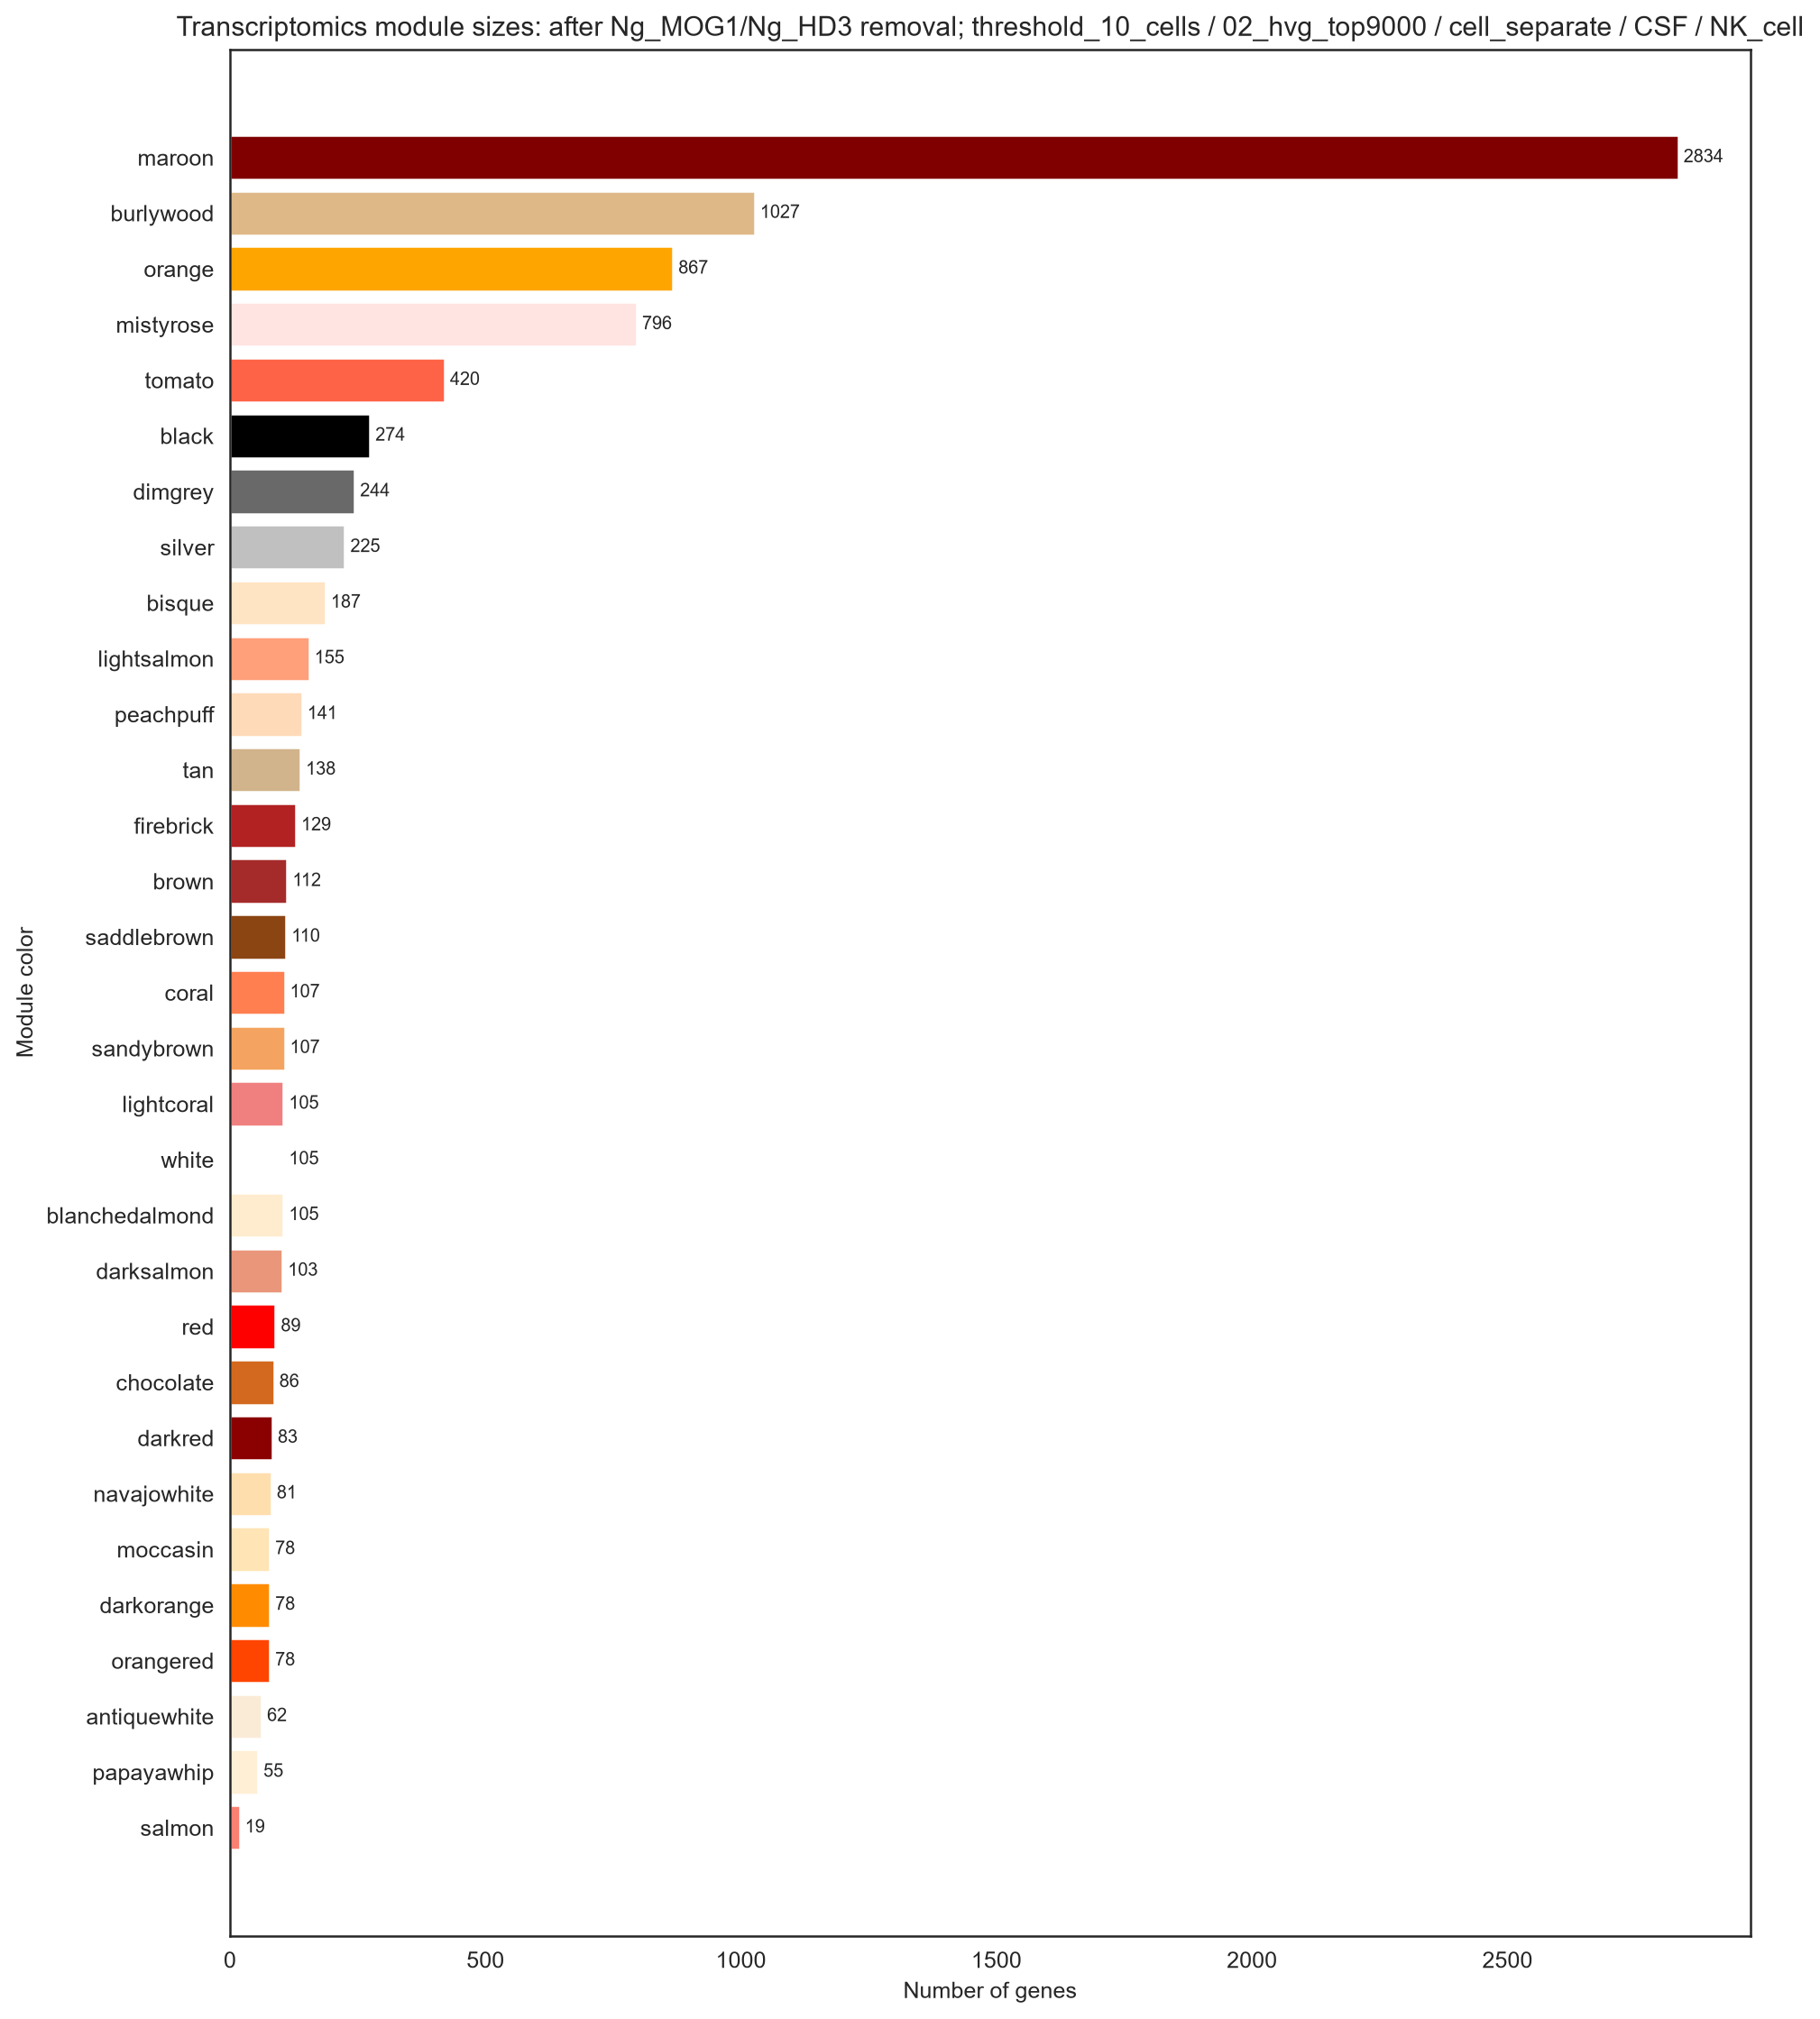 Transcriptomics module sizes: after Ng_MOG1/Ng_HD3 removal; threshold_10_cells / 02_hvg_top9000 / cell_separate / CSF / NK_cell
maroon 2834
burlywood 1027
orange 867
mistyrose 796
tomato 420
black 274
dimgrey 244
silver 225
bisque 187
lightsalmon 155
peachpuff 141
tan 138
firebrick 129
brown 112
saddlebrown 110
coral 107
sandybrown 107
lightcoral 105
white 105
blanchedalmond 105
darksalmon 103
red 89
chocolate 86
darkred 83
navajowhite 81
moccasin 78
darkorange 78
orangered 78
antiquewhite 62
papayawhip 55
salmon 19
Module color
0 500 1000 1500 2000 2500
Number of genes